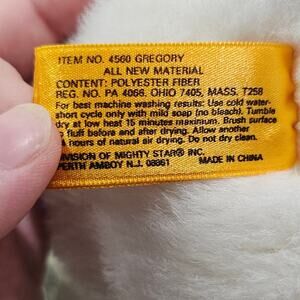 ITEM NO. 4560 GREGORY
ALL NEW MATERIAL
CONTENT: POLYESTER FIBER
REG. NO. PA 4066, OHIO 7405, MASS. T258
For best machine washing results: Use cold water-
short cycle only with mild soap (no bleach). Tumble
dry at low heat 15 minutes maximum. Brush surface
fluff before and after drying. Allow another
hours of natural air drying. Do not dry clean.
DIVISION OF MIGHTY STAR® INC.
PERTH AMBOY N.J. 08861 MADE IN CHINA